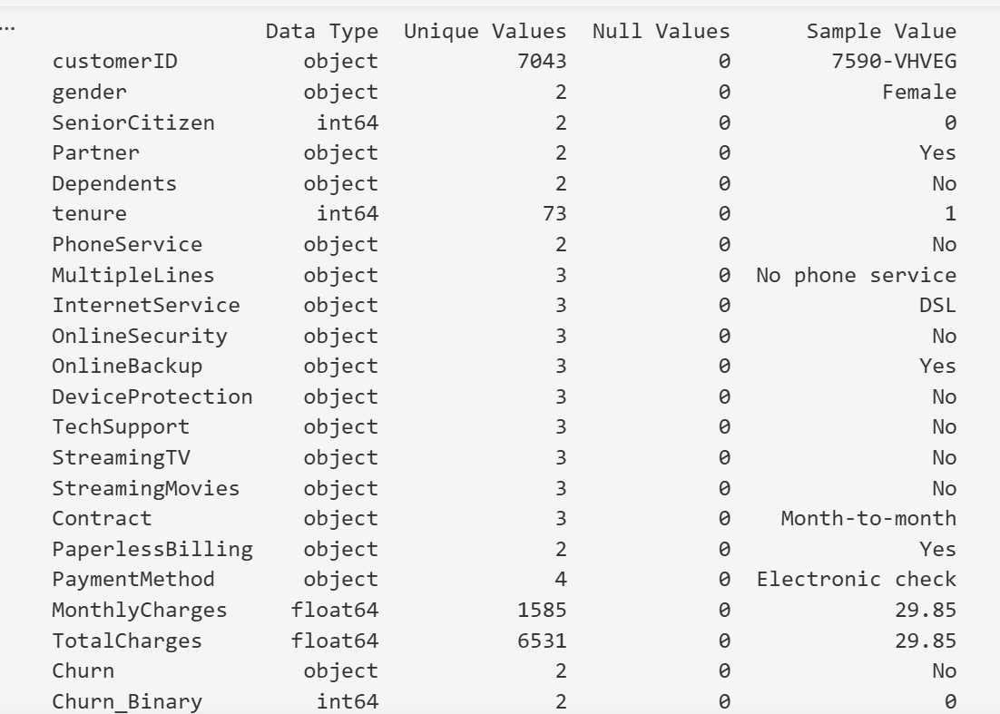 ...
Data Type Unique Values Null Values Sample Value
customerID object 7043 0 7590-VHVEG
gender object 2 0 Female
SeniorCitizen int64 2 0 0
Partner object 2 0 Yes
Dependents object 2 0 No
tenure int64 73 0 1
PhoneService object 2 0 No
MultipleLines object 3 0 No phone service
InternetService object 3 0 DSL
OnlineSecurity object 3 0 No
OnlineBackup object 3 0 Yes
DeviceProtection object 3 0 No
TechSupport object 3 0 No
StreamingTV object 3 0 No
StreamingMovies object 3 0 No
Contract object 3 0 Month-to-month
PaperlessBilling object 2 0 Yes
PaymentMethod object 4 0 Electronic check
MonthlyCharges float64 1585 0 29.85
TotalCharges float64 6531 0 29.85
Churn object 2 0 No
Churn_Binary int64 2 0 0